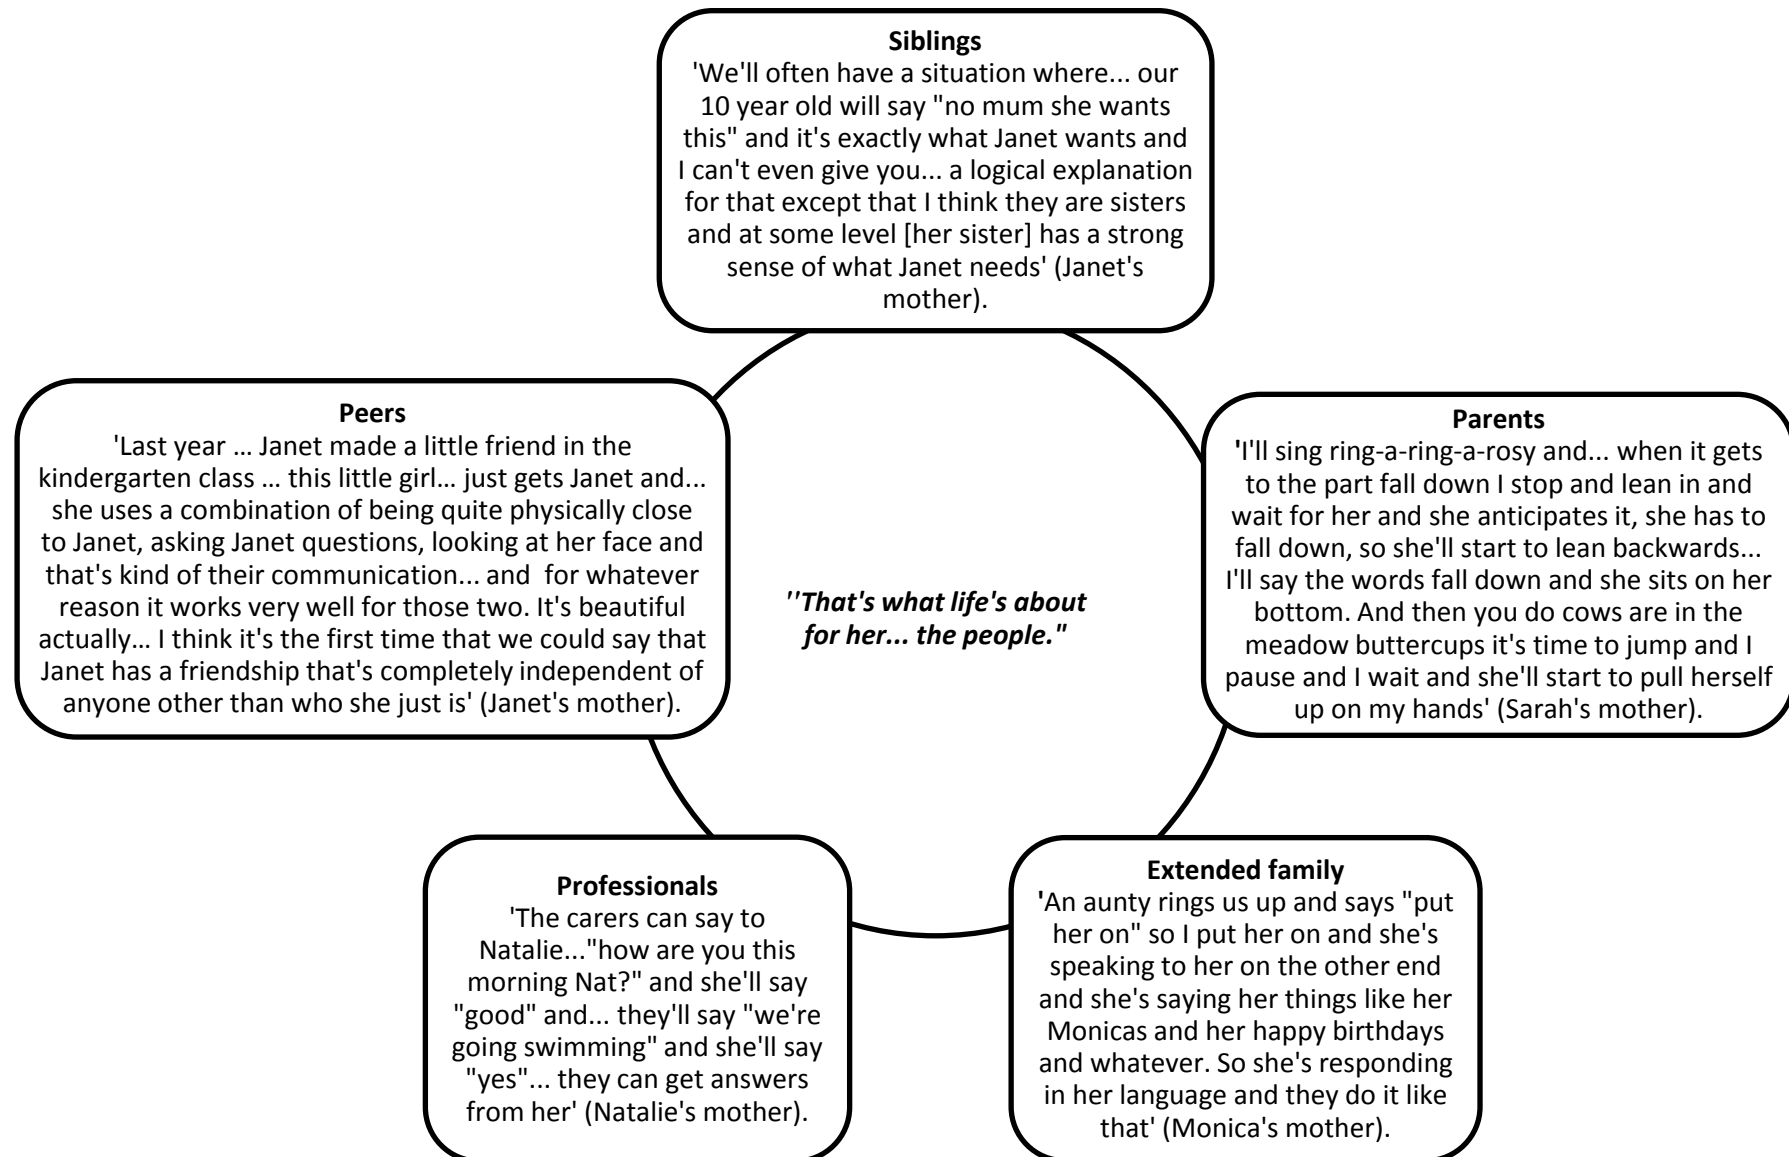 Siblings
'We'll often have a situation where... our
10 year old will say "no mum she wants
this" and it's exactly what Janet wants and
I can't even give you... a logical explanation
for that except that I think they are sisters
and at some level [her sister] has a strong
sense of what Janet needs' (Janet's
mother).
Peers
'Last year ... Janet made a little friend in the
kindergarten class ... this little girl... just gets Janet and...
she uses a combination of being quite physically close
to Janet, asking Janet questions, looking at her face and
that's kind of their communication... and  for whatever
reason it works very well for those two. It's beautiful
actually... I think it's the first time that we could say that
Janet has a friendship that's completely independent of
anyone other than who she just is' (Janet's mother).
"That's what life's about
for her... the people."
Parents
'I'll sing ring-a-ring-a-rosy and... when it gets
to the part fall down I stop and lean in and
wait for her and she anticipates it, she has to
fall down, so she'll start to lean backwards...
I'll say the words fall down and she sits on her
bottom. And then you do cows are in the
meadow buttercups it's time to jump and I
pause and I wait and she'll start to pull herself
up on my hands' (Sarah's mother).
Professionals
'The carers can say to
Natalie..."how are you this
morning Nat?" and she'll say
"good" and... they'll say "we're
going swimming" and she'll say
"yes"... they can get answers
from her' (Natalie's mother).
Extended family
'An aunty rings us up and says "put
her on" so I put her on and she's
speaking to her on the other end
and she's saying her things like her
Monicas and her happy birthdays
and whatever. So she's responding
in her language and they do it like
that' (Monica's mother).